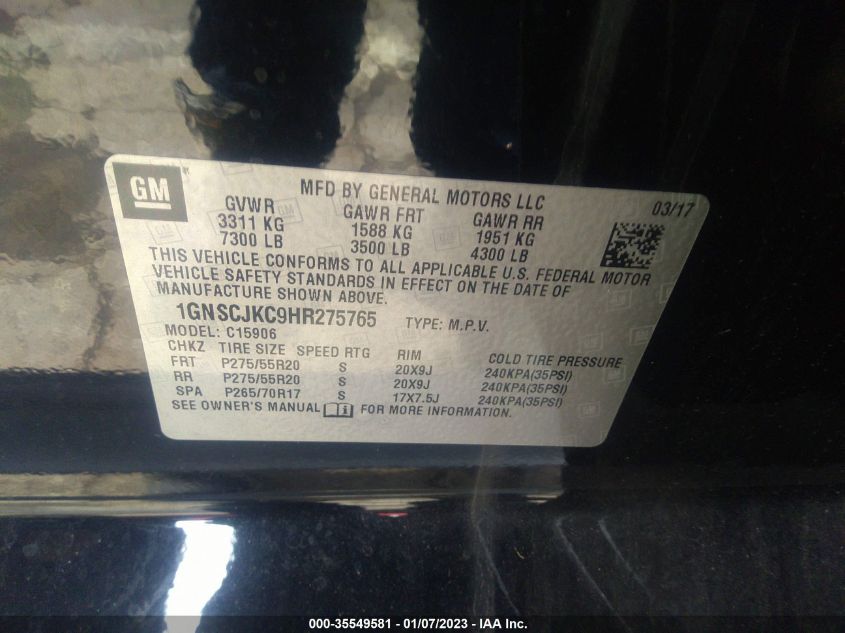 GM
MFD BY GENERAL MOTORS LLC
03/17
GVWR GAWR FRT GAWR RR
3311 KG 1588 KG 1951 KG
7300 LB 3500 LB 4300 LB
THIS VEHICLE CONFORMS TO ALL APPLICABLE U.S. FEDERAL MOTOR
VEHICLE SAFETY STANDARDS IN EFFECT ON THE DATE OF
MANUFACTURE SHOWN ABOVE.
1GNSCJKC9HR275765 TYPE: M.P.V.
MODEL: C15906
CHKZ TIRE SIZE SPEED RTG RIM COLD TIRE PRESSURE
FRT P275/55R20 S 20X9J 240KPA(35PSI)
RR P275/55R20 S 20X9J 240KPA(35PSI)
SPA P265/70R17 S 17X7.5J 240KPA(35PSI)
SEE OWNER'S MANUAL FOR MORE INFORMATION.
000-35549581 — 01/07/2023 — IAA Inc.